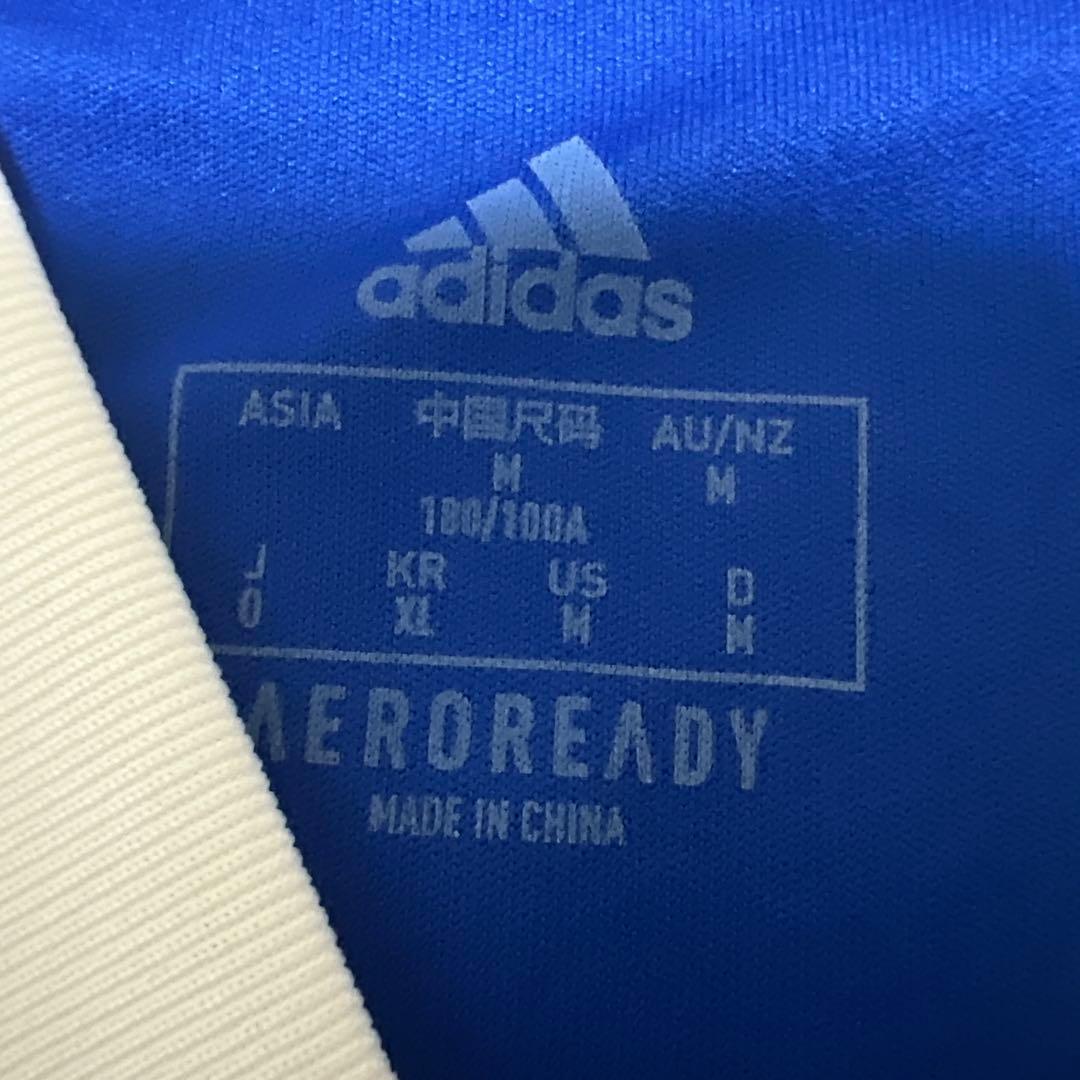 adidas
ASIA 中国尺码 AU/NZ
M M
180/100A
J KR US D
O XL M M
AEROREADY
MADE IN CHINA